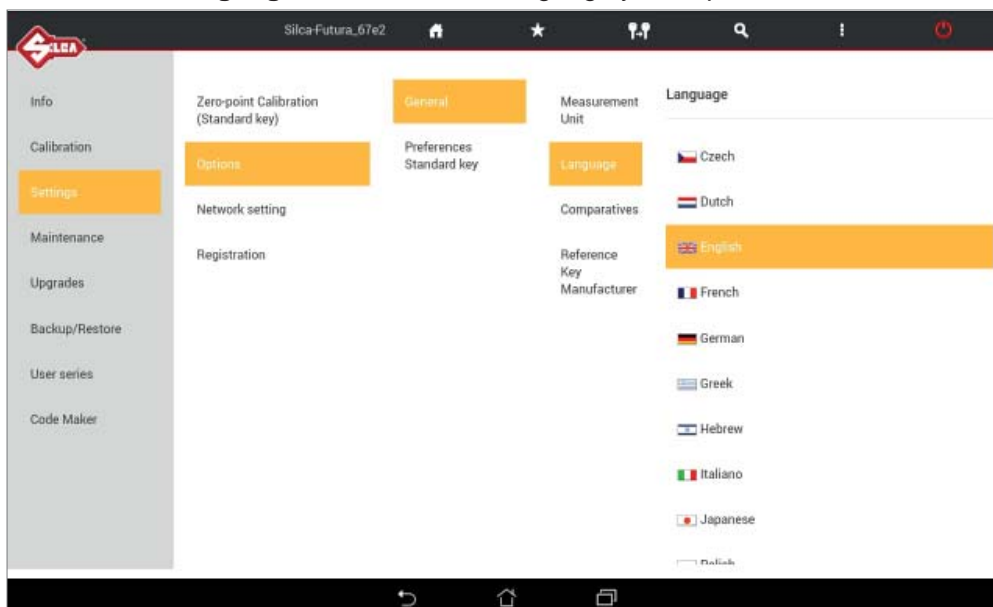 SILCA
Silca-Futura_67e2
Info
Calibration
Settings
Maintenance
Upgrades
Backup/Restore
User series
Code Maker
Zero-point Calibration
(Standard key)
Options
Network setting
Registration
General
Preferences
Standard key
Measurement
Unit
Language
Comparatives
Reference
Key
Manufacturer
Language
Czech
Dutch
English
French
German
Greek
Hebrew
Italiano
Japanese
Polish